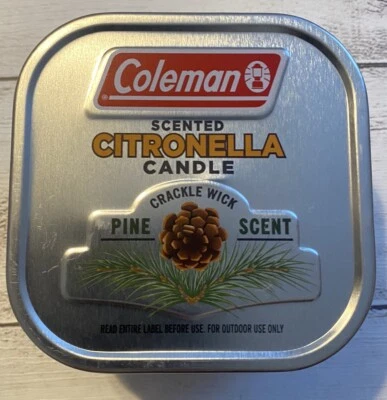 Coleman
SCENTED
CITRONELLA
CANDLE
CRACKLE WICK
PINE SCENT
READ ENTIRE LABEL BEFORE USE. FOR OUTDOOR USE ONLY